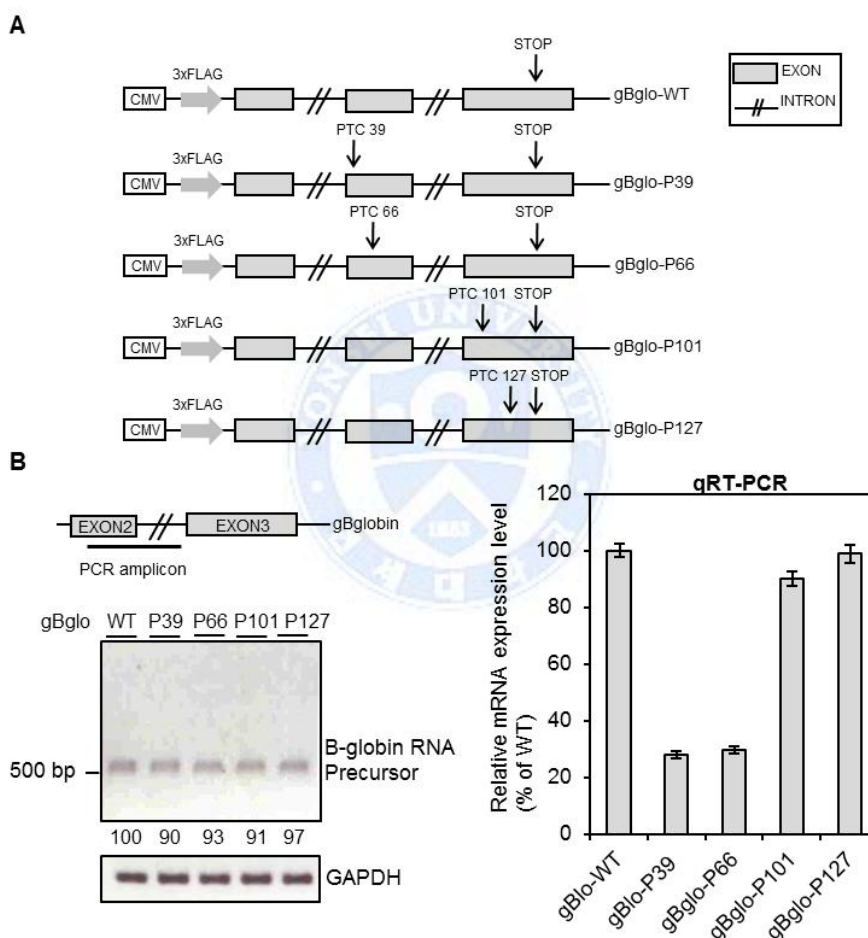 A
STOP
3xFLAG
CMV
gBglo-WT
EXON
INTRON
PTC 39
STOP
3xFLAG
CMV
gBglo-P39
PTC 66
STOP
3xFLAG
CMV
gBglo-P66
PTC 101 STOP
3xFLAG
CMV
gBglo-P101
PTC 127 STOP
3xFLAG
CMV
gBglo-P127
B
EXON2
EXON3
gBglobin
PCR amplicon
gBglo WT P39 P66 P101 P127
500 bp
B-globin RNA
Precursor
100 90 93 91 97
GAPDH
qRT-PCR
Relative mRNA expression level
(% of WT)
120
100
80
60
40
20
0
gBlo-WT
gBlo-P39
gBglo-P66
gBglo-P101
gBglo-P127